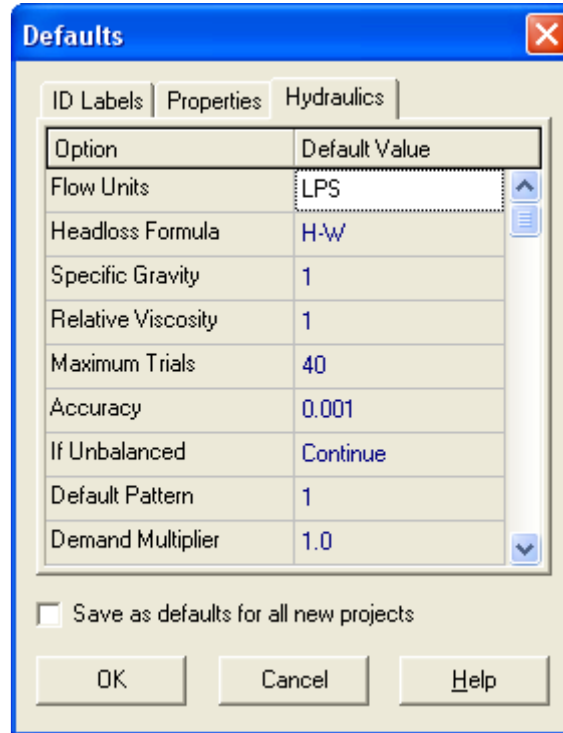 Defaults
ID Labels Properties Hydraulics
Option Default Value
Flow Units LPS
Headloss Formula H-W
Specific Gravity 1
Relative Viscosity 1
Maximum Trials 40
Accuracy 0.001
If Unbalanced Continue
Default Pattern 1
Demand Multiplier 1.0
Save as defaults for all new projects
OK Cancel Help